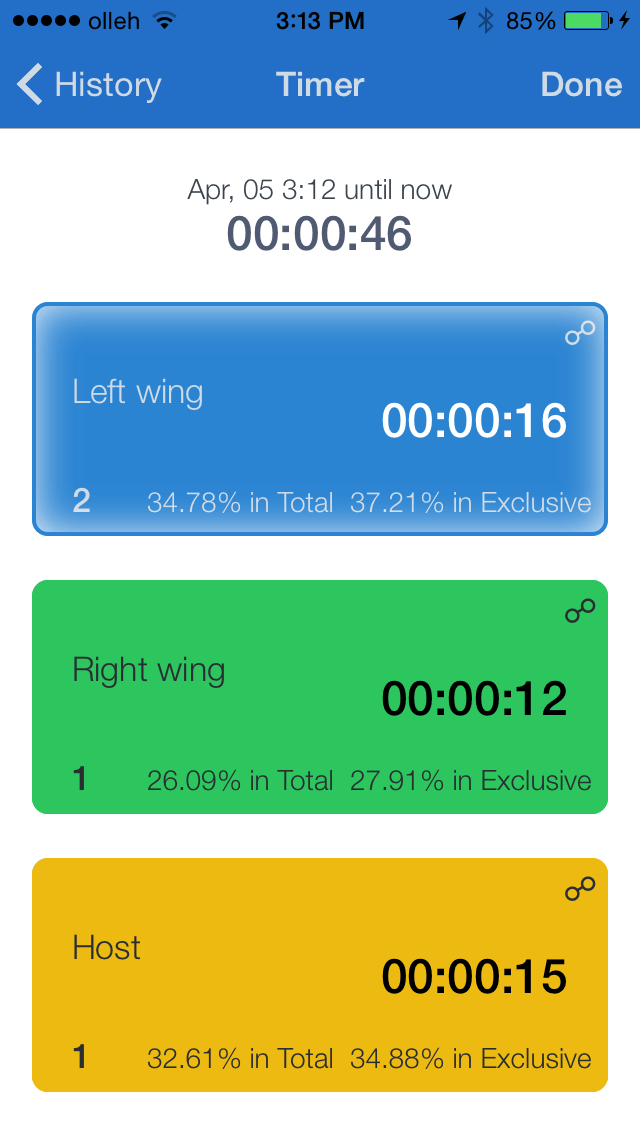 olleh 3:13 PM 85%
History Timer Done
Apr, 05 3:12 until now
00:00:46
Left wing
00:00:16
2 34.78% in Total 37.21% in Exclusive
Right wing
00:00:12
1 26.09% in Total 27.91% in Exclusive
Host
00:00:15
1 32.61% in Total 34.88% in Exclusive